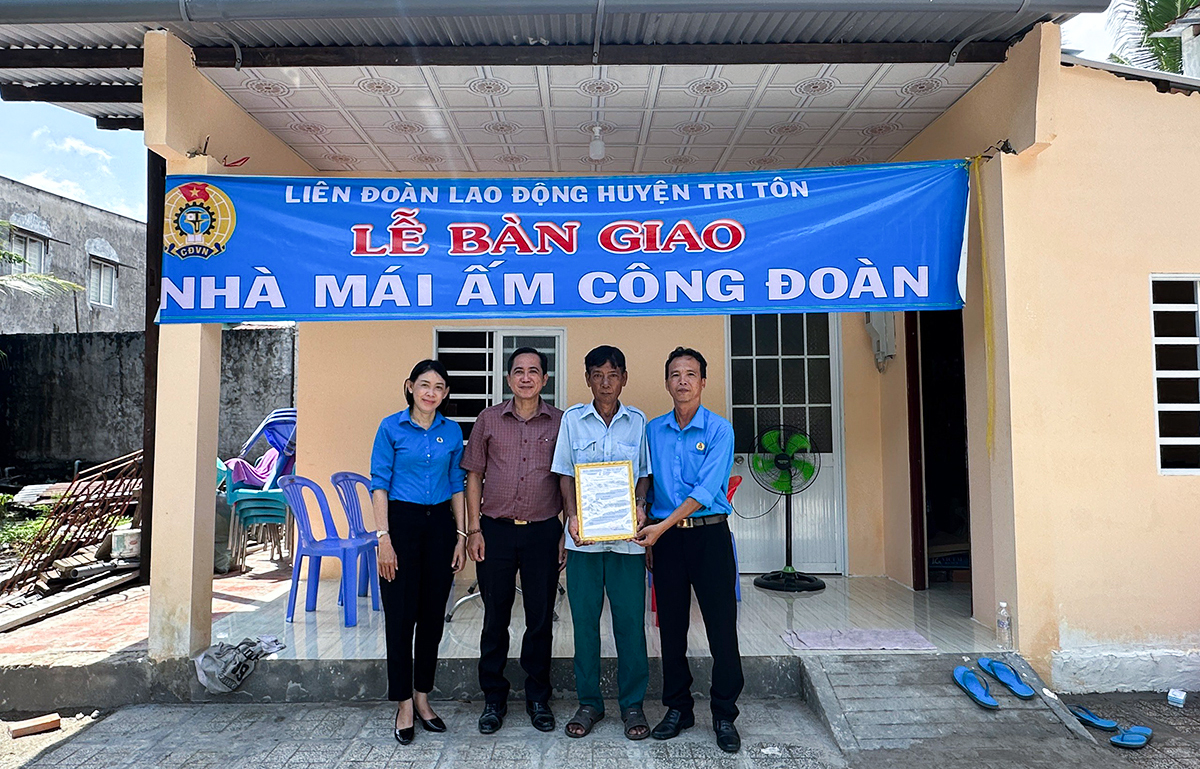 LIÊN ĐOÀN LAO ĐỘNG HUYỆN TRI TÔN
LỄ BÀN GIAO
NHÀ MÁI ẤM CÔNG ĐOÀN
CĐVN